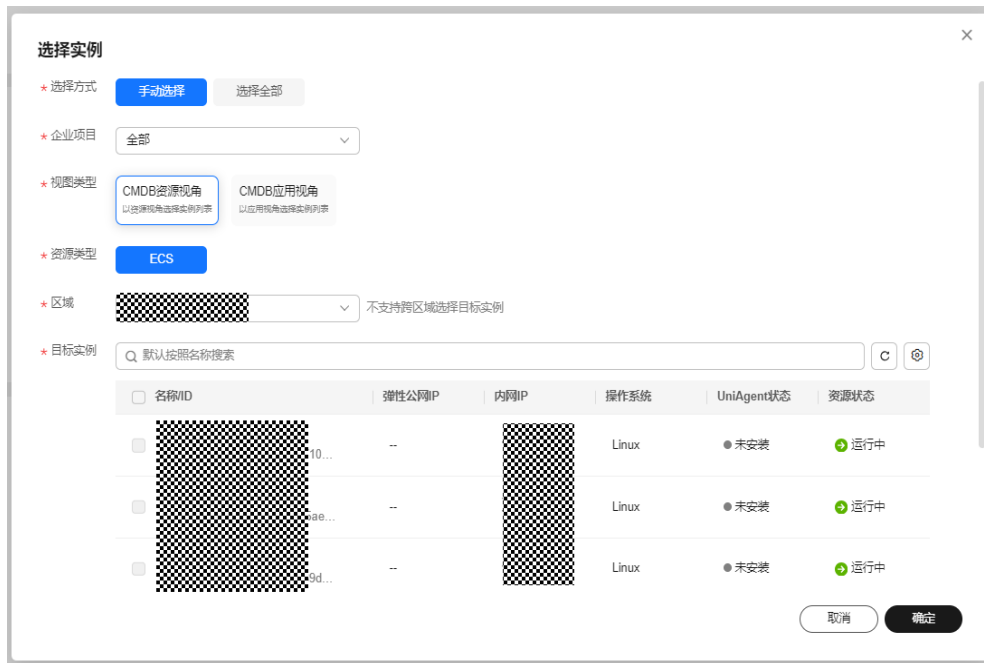 选择实例
* 选择方式 手动选择 选择全部
* 企业项目 全部
* 视图类型 CMDB资源视角 CMDB应用视角
以资源视角选择实例列表 以应用视角选择实例列表
* 资源类型 ECS
* 区域 不支持跨区域选择目标实例
* 目标实例 默认按照名称搜索
名称/ID 弹性公网IP 内网IP 操作系统 UniAgent状态 资源状态
10... -- Linux 未安装 运行中
ae... -- Linux 未安装 运行中
9d... -- Linux 未安装 运行中
取消 确定